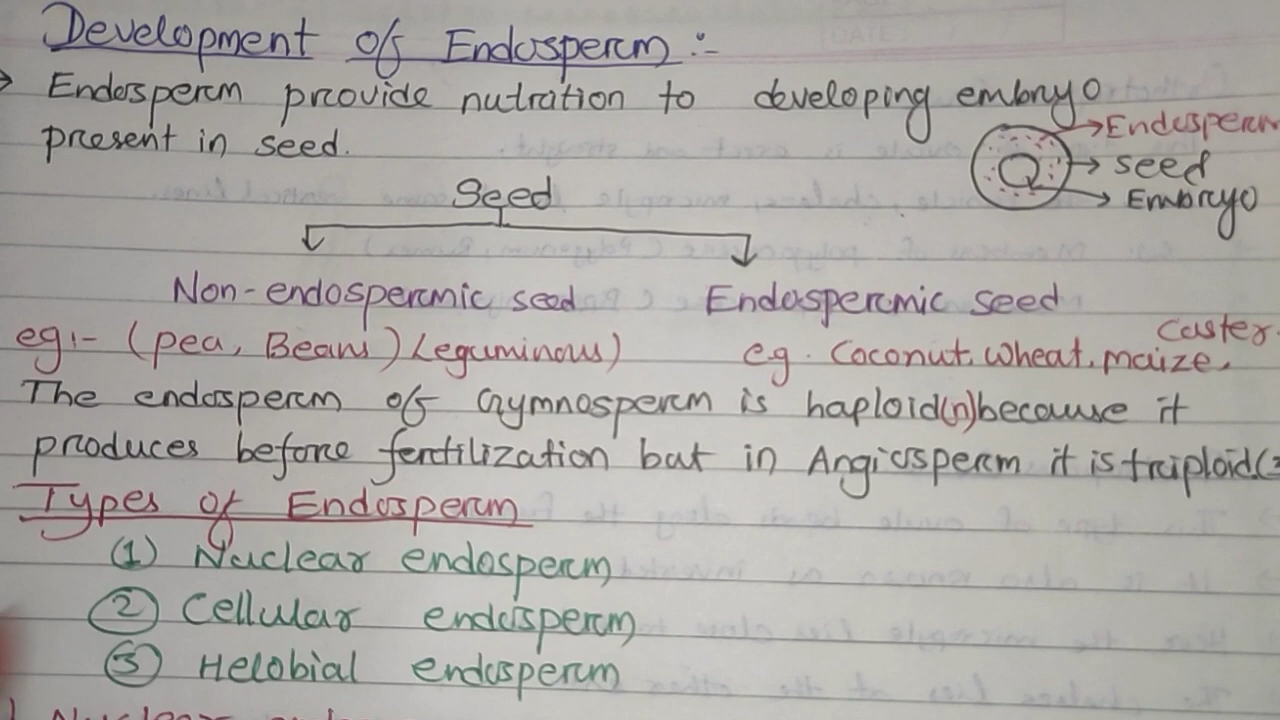 Development of Endosperm :-
→ Endosperm provide nutrition to developing embryo
present in seed.
→ Endosperm
→ seed
→ Embryo
Seed
Non-endospermic seed Endospermic seed
eg:- (pea, Beans) Leguminous) e.g. Coconut, wheat, maize, Caster
The endosperm of Gymnosperm is haploid(n) because it
produces before fertilization but in Angiosperm it is triploid(3
Types of Endosperm
(1) Nuclear endosperm
(2) Cellular endosperm
(3) Helobial endosperm